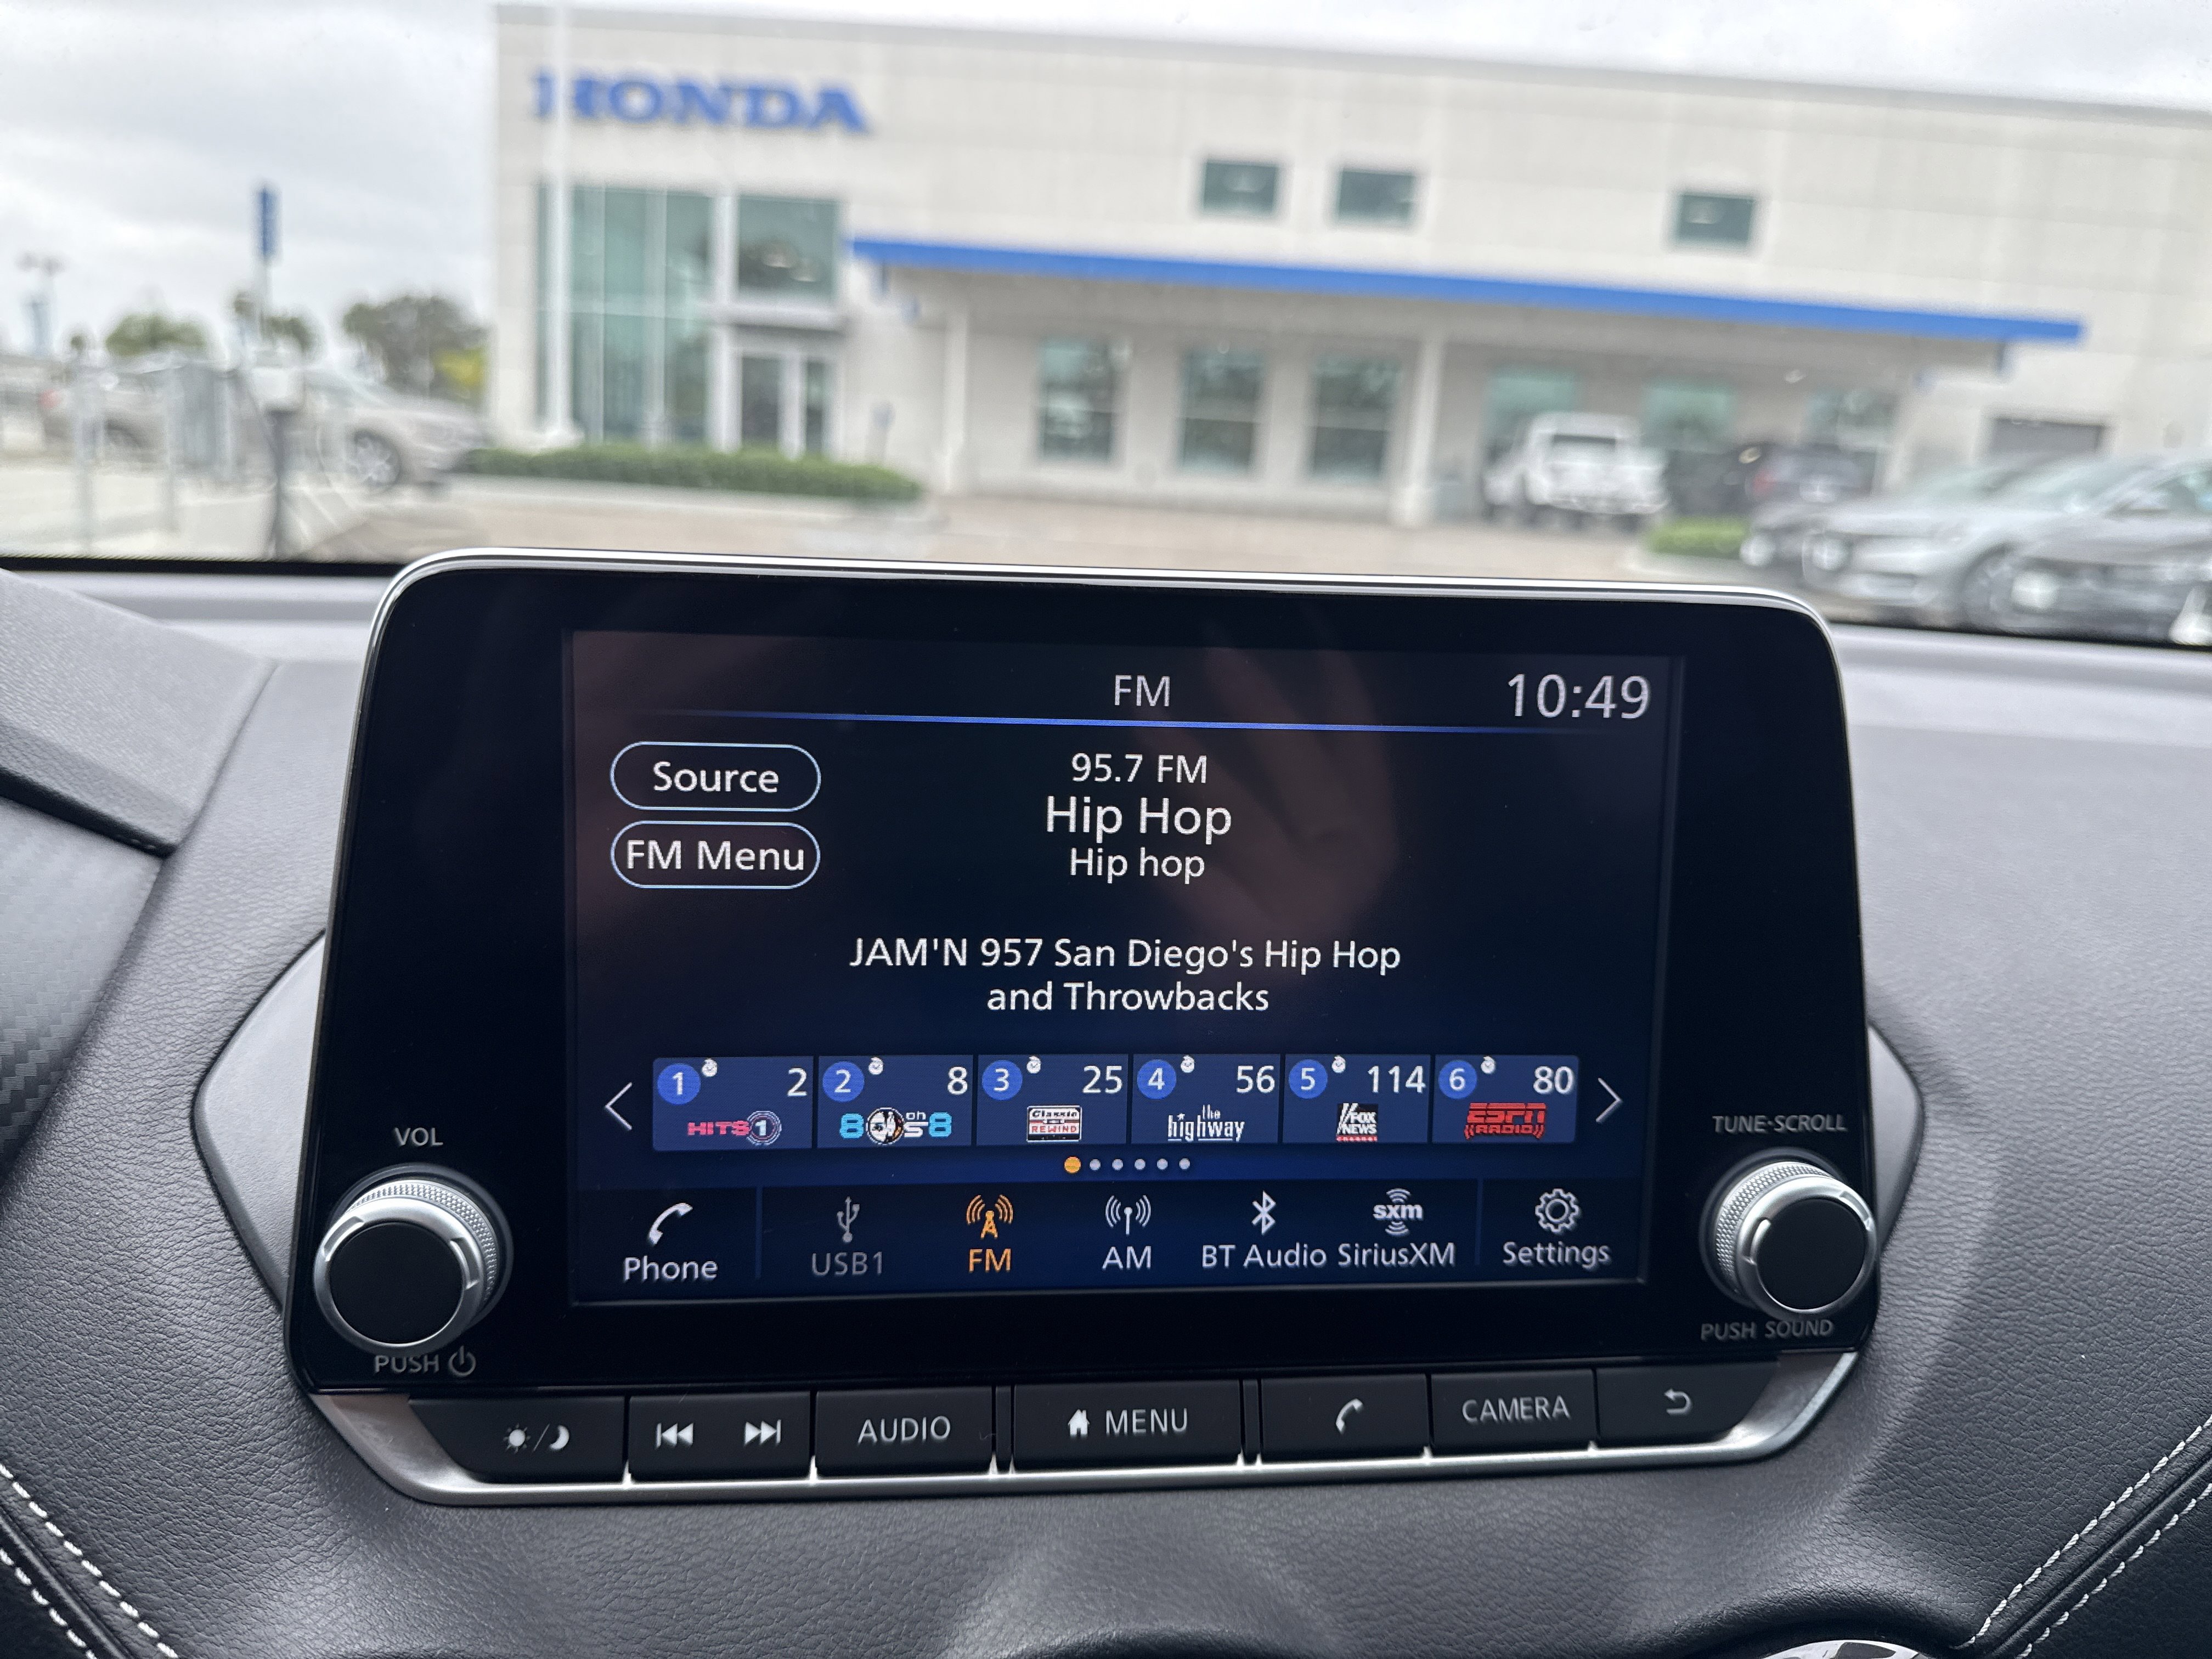 HONDA
FM
10:49
Source
95.7 FM
Hip Hop
FM Menu
Hip hop
JAM'N 957 San Diego's Hip Hop
and Throwbacks
1 2
HITS 1
2 8
80s on 8
3 25
Classic
REWIND
4 56
the
highway
5 114
FOX
NEWS
channel
6 80
ESPN
RADIO
VOL
TUNE·SCROLL
Phone
USB1
FM
AM
BT Audio
sxm
SiriusXM
Settings
PUSH
PUSH SOUND
AUDIO
MENU
CAMERA